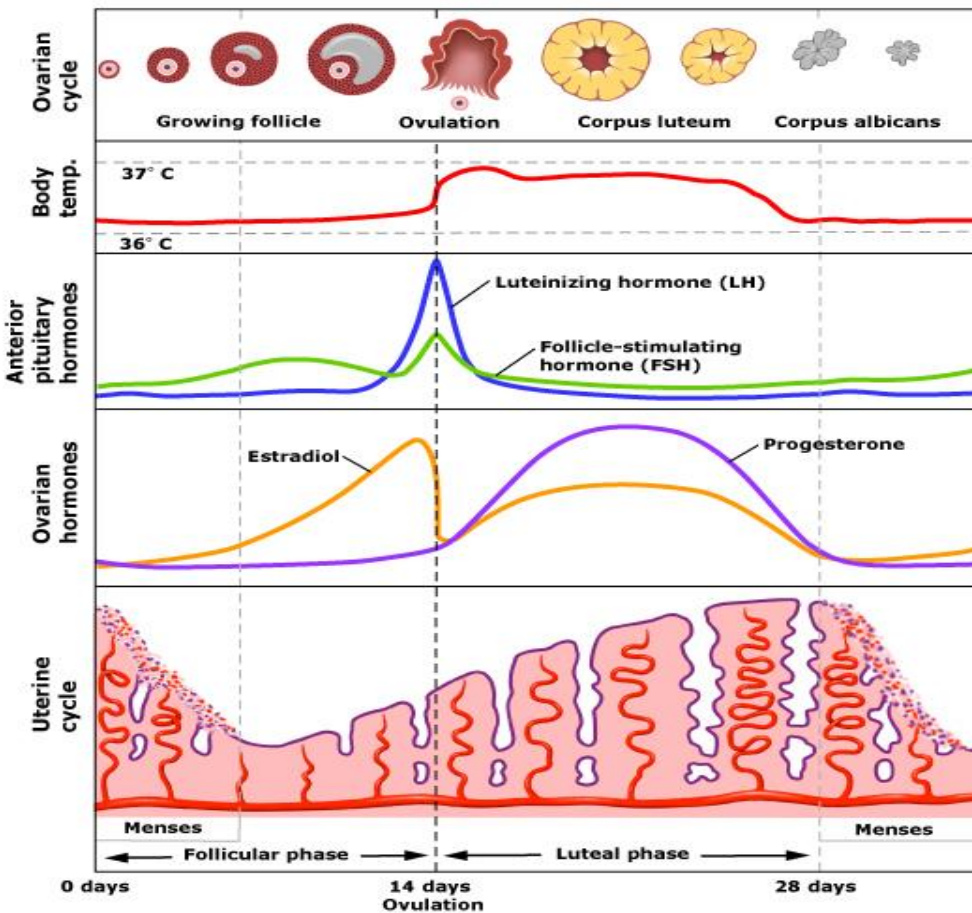 Ovarian
cycle
Growing follicle
Ovulation
Corpus luteum
Corpus albicans
Body
temp.
37° C
36° C
Anterior
pituitary
hormones
Luteinizing hormone (LH)
Follicle-stimulating
hormone (FSH)
Ovarian
hormones
Estradiol
Progesterone
Uterine
cycle
Menses
Menses
Follicular phase
Luteal phase
0 days
14 days
28 days
Ovulation